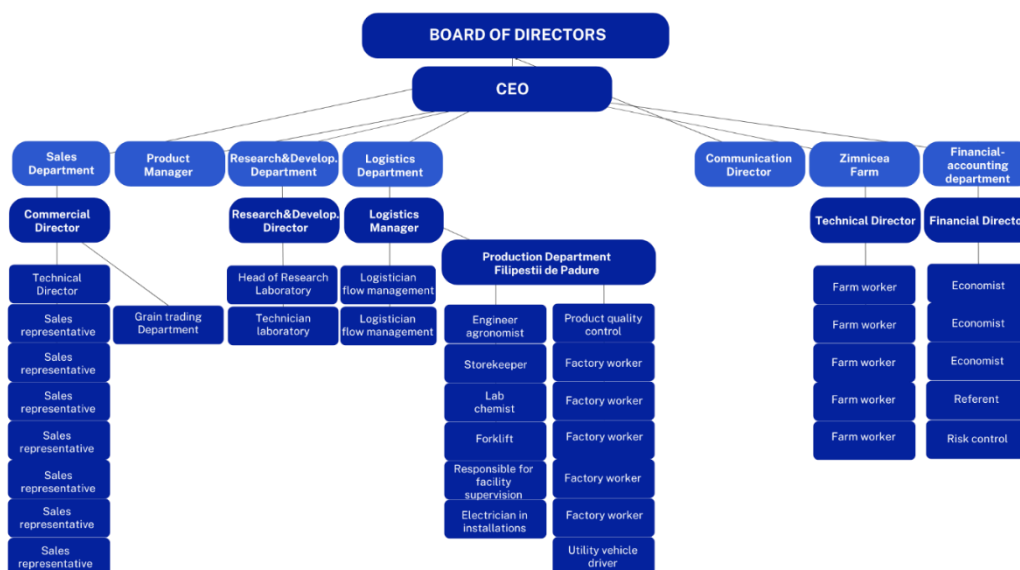 BOARD OF DIRECTORS
CEO
Sales
Department
Product
Manager
Research&Develop.
Department
Logistics
Department
Communication
Director
Zimnicea
Farm
Financial-
accounting
department
Commercial
Director
Research&Develop.
Director
Logistics
Manager
Technical Director
Financial Director
Production Department
Filipestii de Padure
Technical
Director
Sales
representative
Sales
representative
Sales
representative
Sales
representative
Sales
representative
Sales
representative
Sales
representative
Grain trading
Department
Head of Research
Laboratory
Technician
laboratory
Logistician
flow management
Logistician
flow management
Engineer
agronomist
Storekeeper
Lab
chemist
Forklift
Responsible for
facility
supervision
Electrician in
installations
Product quality
control
Factory worker
Factory worker
Factory worker
Factory worker
Factory worker
Utility vehicle
driver
Farm worker
Farm worker
Farm worker
Farm worker
Farm worker
Economist
Economist
Economist
Referent
Risk control